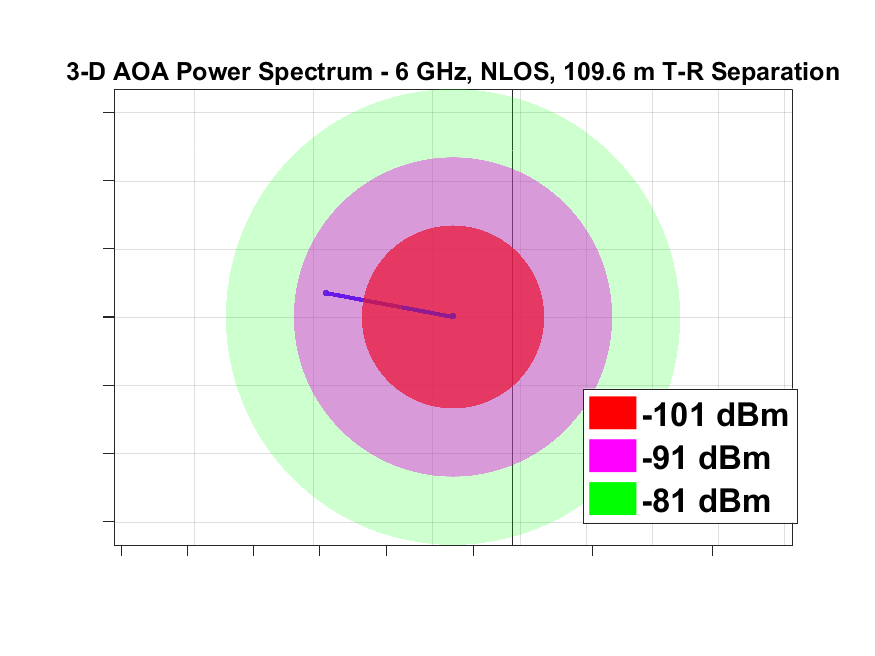 3-D AOA Power Spectrum - 6 GHz, NLOS, 109.6 m T-R Separation
-101 dBm
-91 dBm
-81 dBm